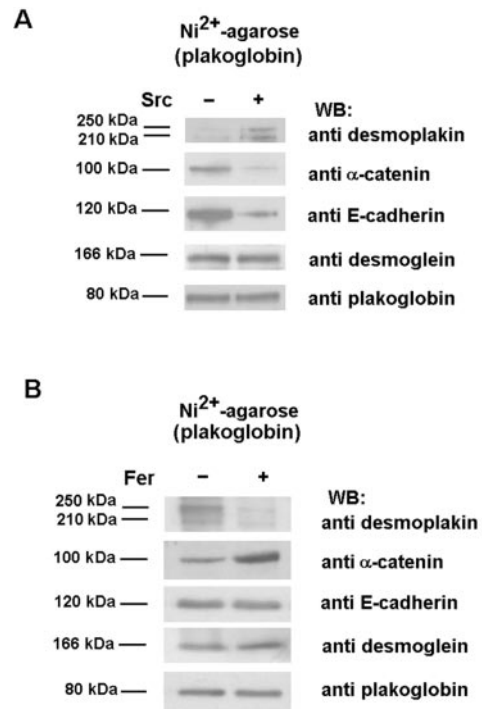 A
Ni2+-agarose
(plakoglobin)
Src – + WB:
250 kDa
210 kDa anti desmoplakin
100 kDa anti α-catenin
120 kDa anti E-cadherin
166 kDa anti desmoglein
80 kDa anti plakoglobin
B
Ni2+-agarose
(plakoglobin)
Fer – +
250 kDa WB:
210 kDa anti desmoplakin
100 kDa anti α-catenin
120 kDa anti E-cadherin
166 kDa anti desmoglein
80 kDa anti plakoglobin